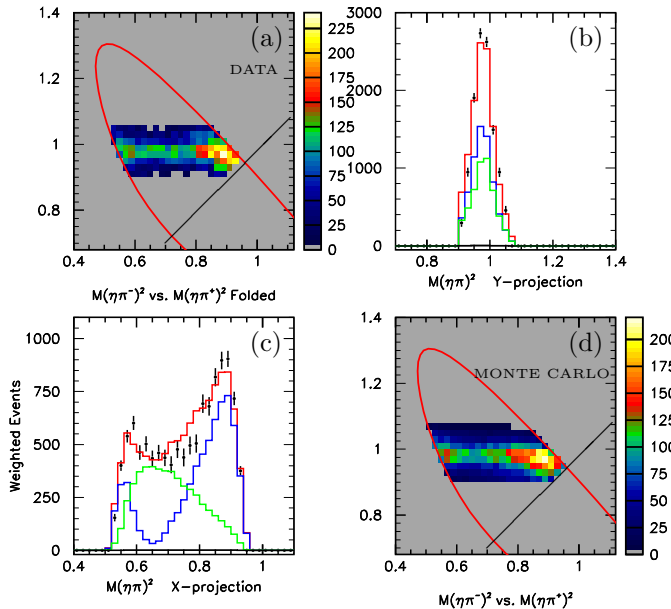 (a)
DATA
1.4
1.2
1
0.8
0.4 0.6 0.8 1
225
200
175
150
125
100
75
50
25
0
M(ηπ⁻)² vs. M(ηπ⁺)² Folded
(b)
3000
2000
1000
0
0.8 1 1.2 1.4
M(ηπ)² Y-projection
(c)
Weighted Events
1000
750
500
250
0
0.4 0.6 0.8 1
M(ηπ)² X-projection
(d)
MONTE CARLO
1.4
1.2
1
0.8
0.4 0.6 0.8 1
200
175
150
125
100
75
50
25
0
M(ηπ⁻)² vs. M(ηπ⁺)²